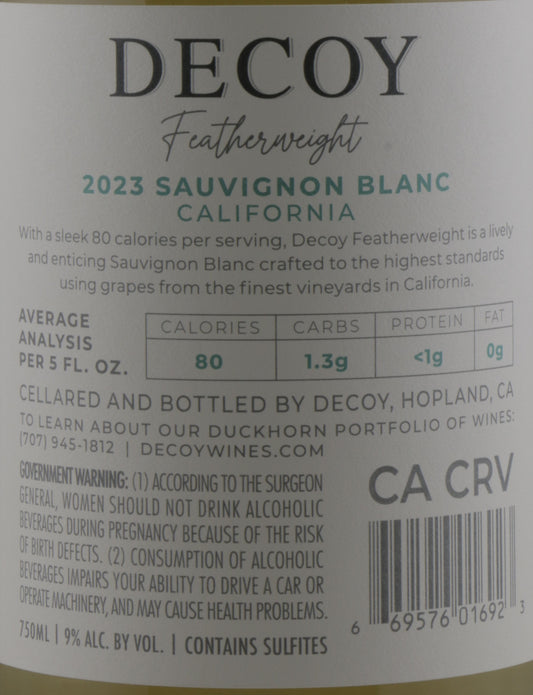 DECOY
Featherweight
2023 SAUVIGNON BLANC
CALIFORNIA
With a sleek 80 calories per serving, Decoy Featherweight is a lively
and enticing Sauvignon Blanc crafted to the highest standards
using grapes from the finest vineyards in California.
AVERAGE
ANALYSIS
PER 5 FL. OZ.
CALORIES CARBS PROTEIN FAT
80 1.3g <1g 0g
CELLARED AND BOTTLED BY DECOY, HOPLAND, CA
TO LEARN ABOUT OUR DUCKHORN PORTFOLIO OF WINES:
(707) 945-1812 | DECOYWINES.COM
GOVERNMENT WARNING: (1) ACCORDING TO THE SURGEON
GENERAL, WOMEN SHOULD NOT DRINK ALCOHOLIC
BEVERAGES DURING PREGNANCY BECAUSE OF THE RISK
OF BIRTH DEFECTS. (2) CONSUMPTION OF ALCOHOLIC
BEVERAGES IMPAIRS YOUR ABILITY TO DRIVE A CAR OR
OPERATE MACHINERY, AND MAY CAUSE HEALTH PROBLEMS.
750ML | 9% ALC. BY VOL. | CONTAINS SULFITES
CA CRV
6 69576 01692 3